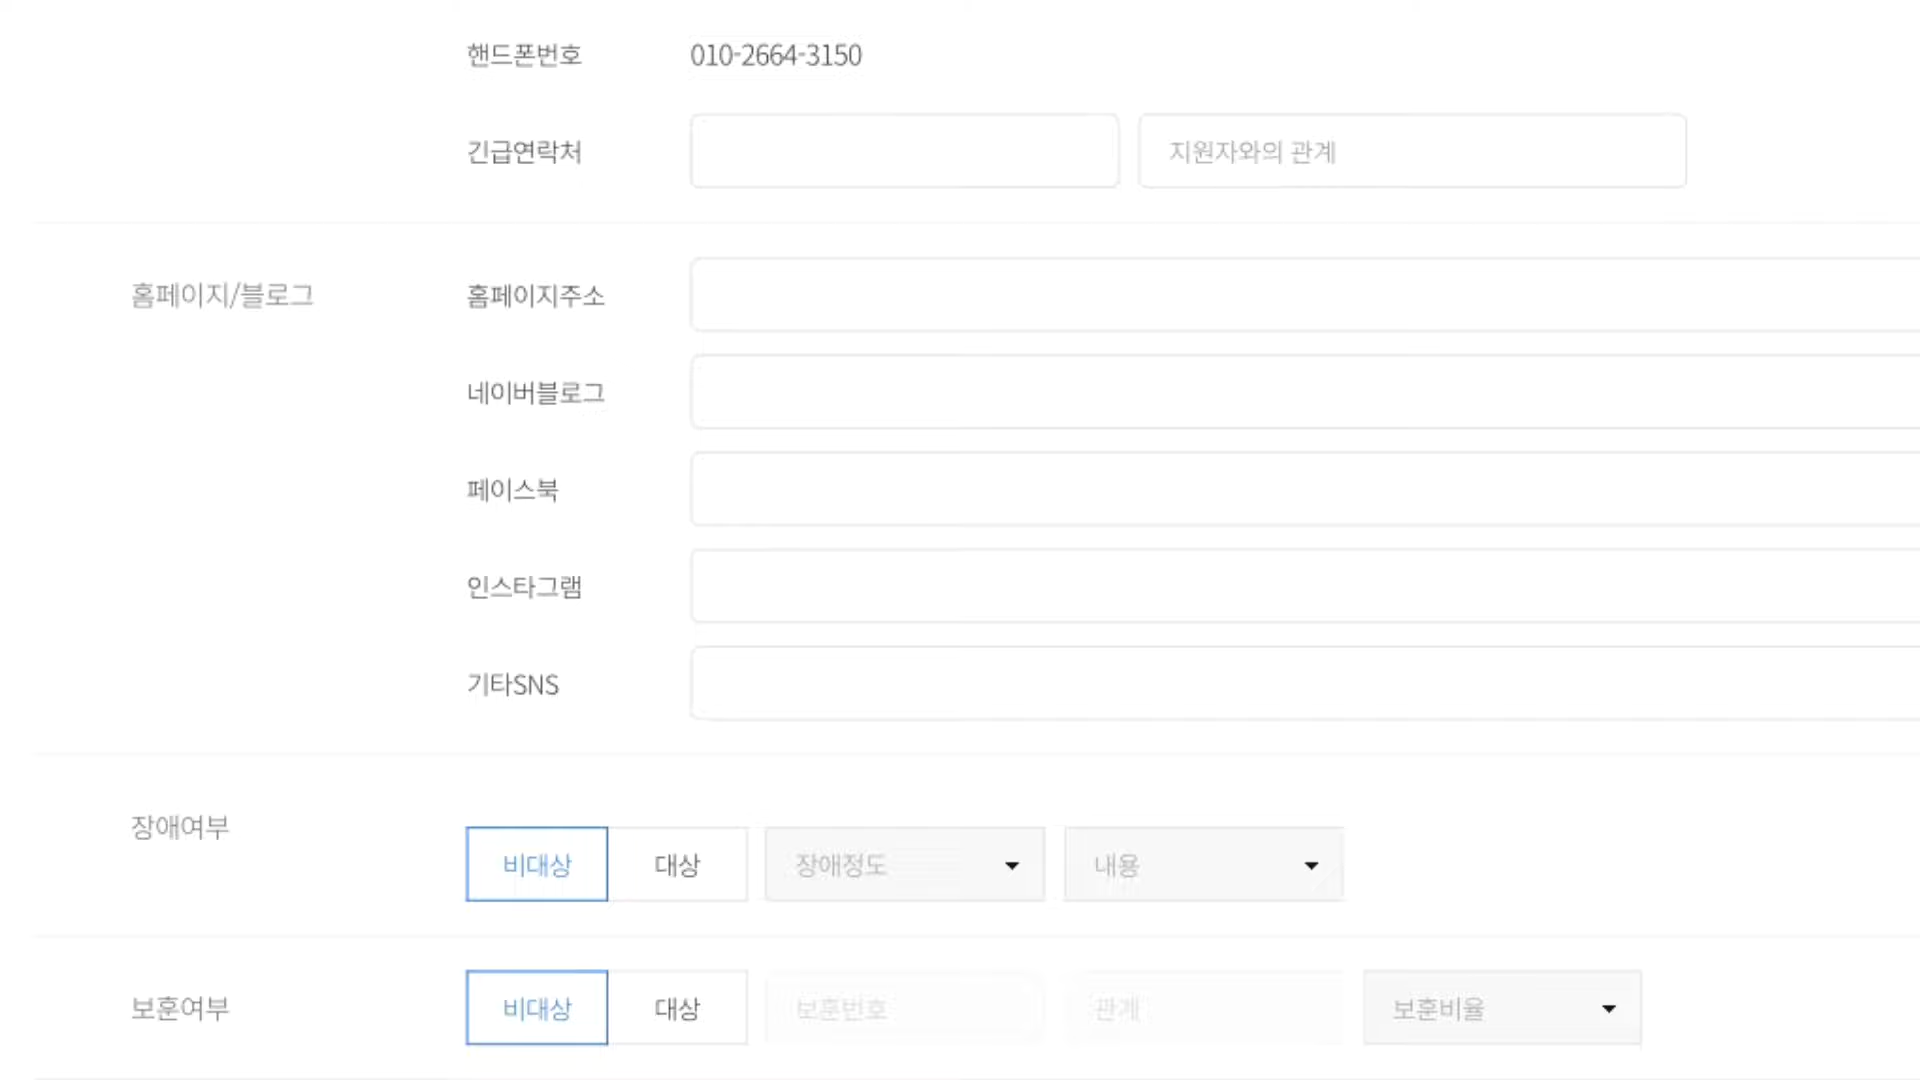 핸드폰번호 010-2664-3150
긴급연락처 지원자와의 관계
홈페이지/블로그 홈페이지주소
네이버블로그
페이스북
인스타그램
기타SNS
장애여부 비대상 대상 장애정도 내용
보훈여부 비대상 대상 보훈번호 관계 보훈비율